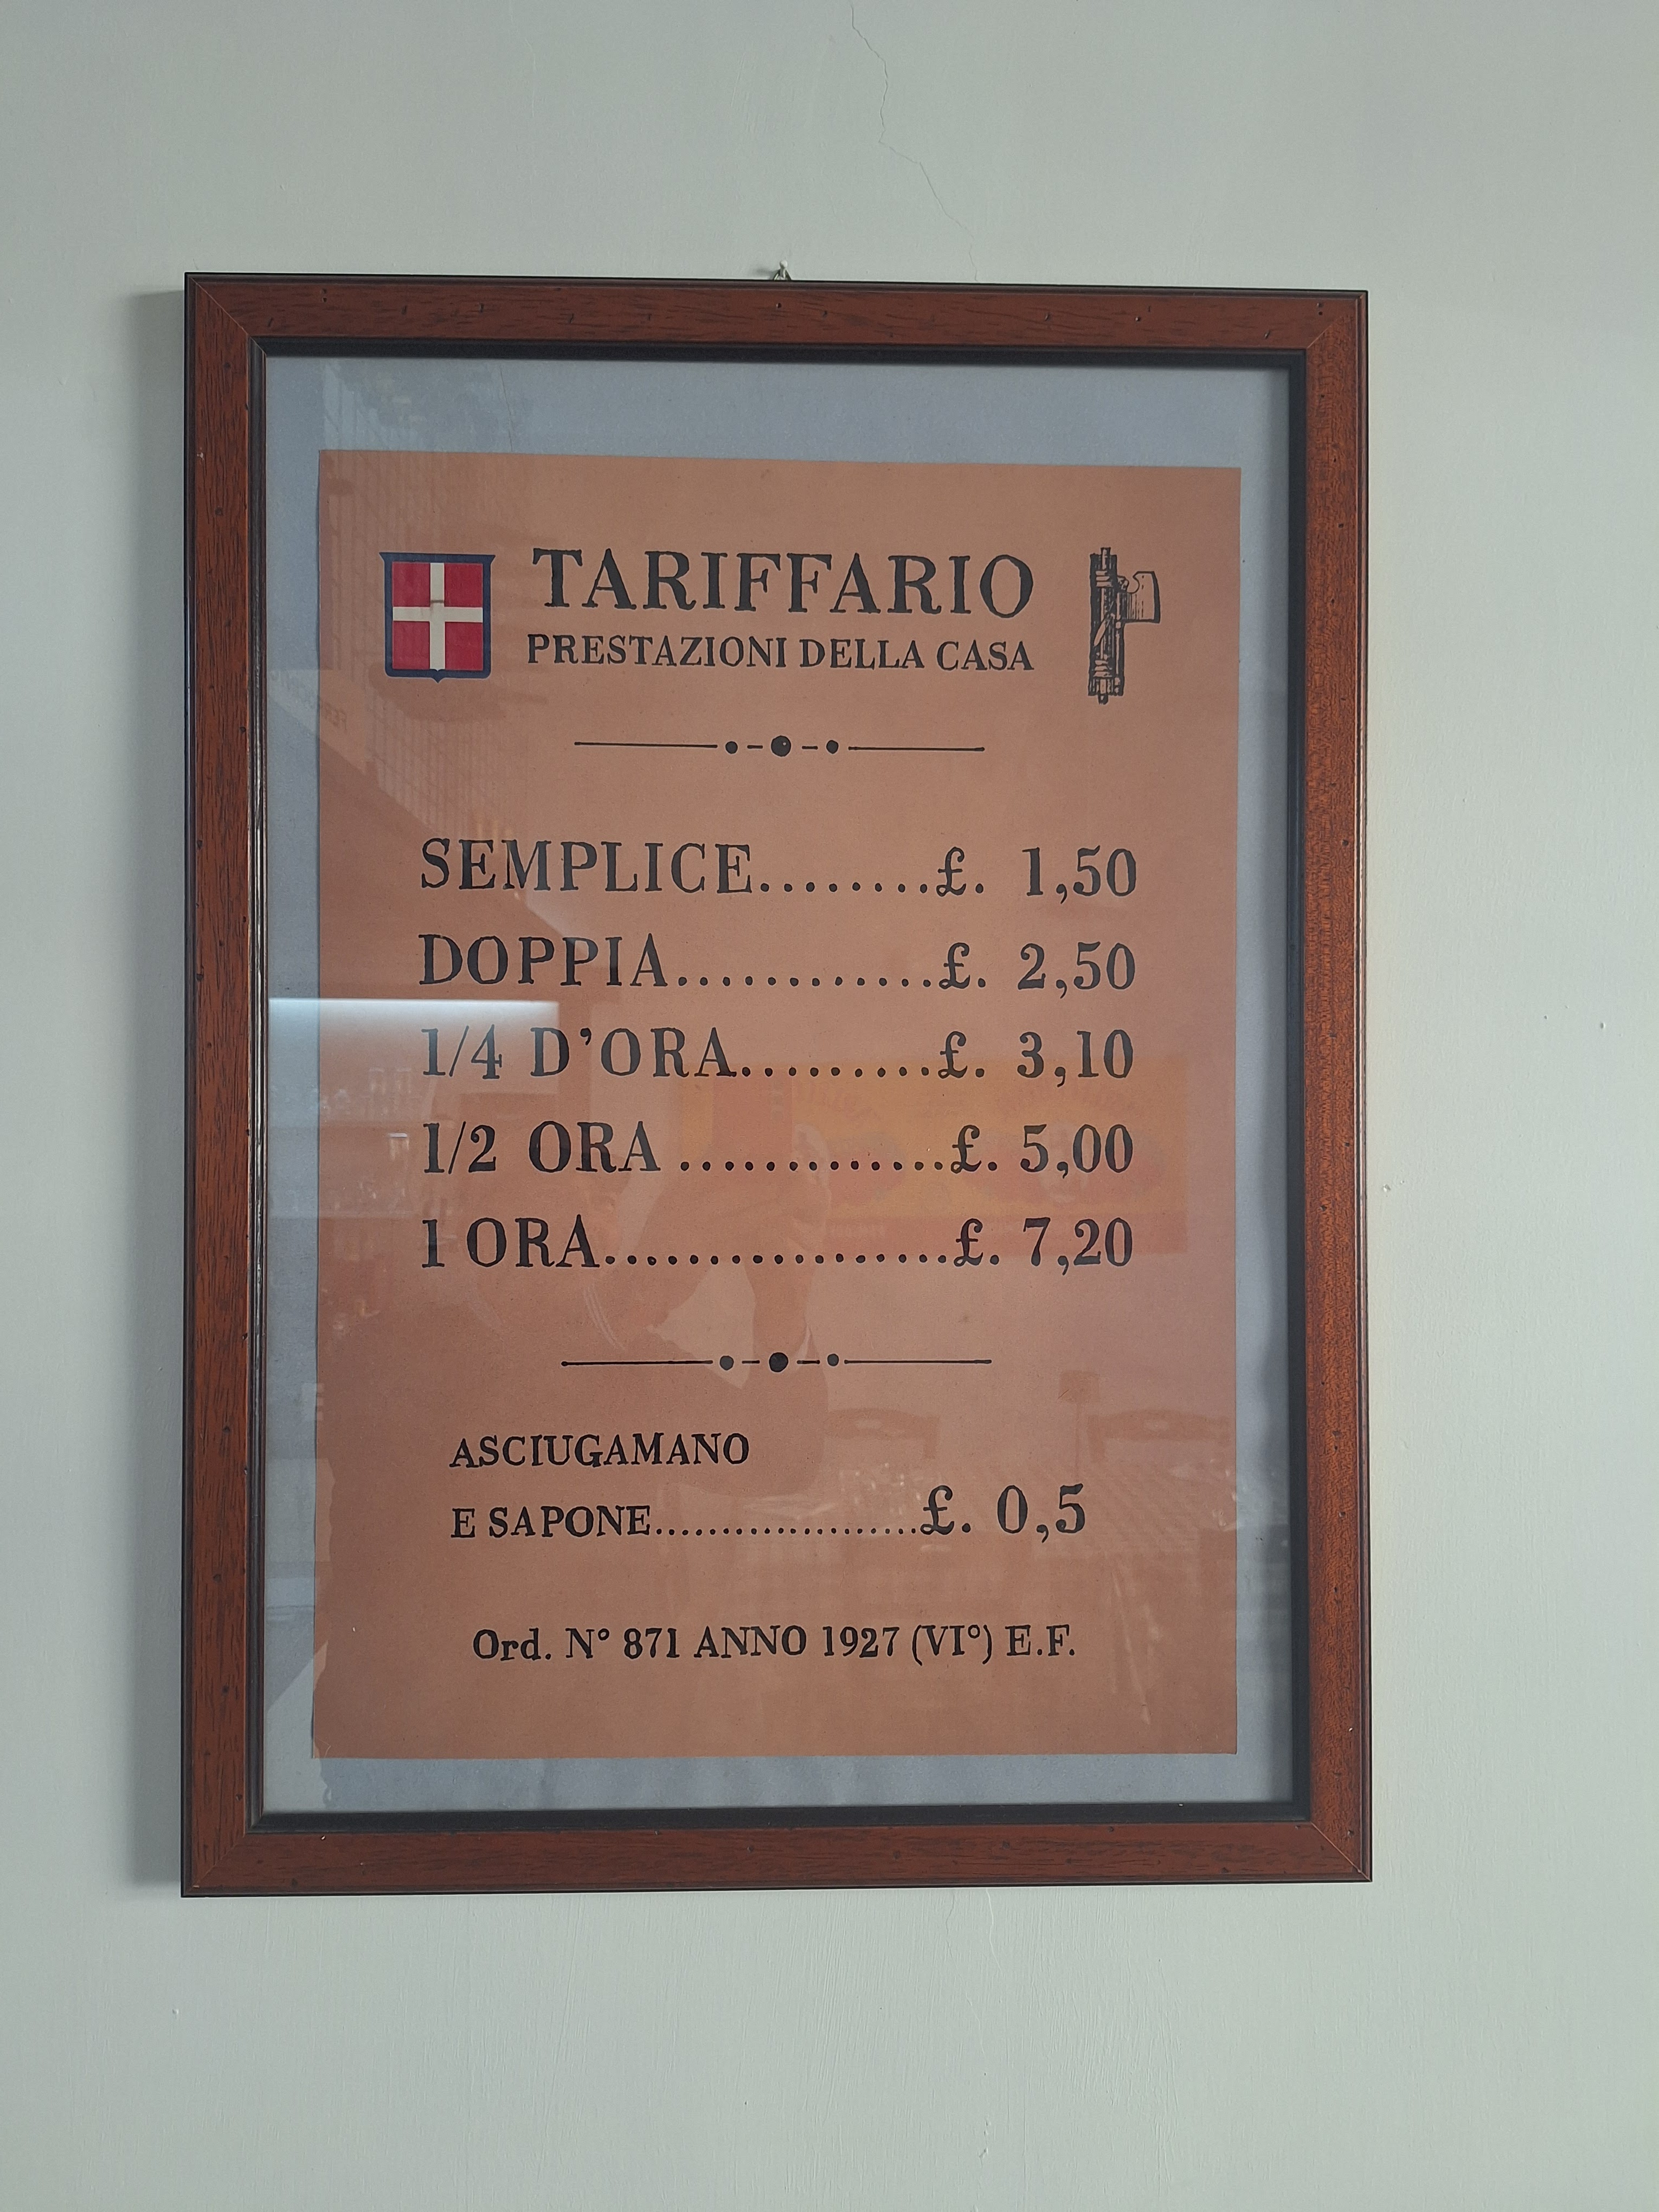 TARIFFARIO
PRESTAZIONI DELLA CASA
SEMPLICE........£. 1,50
DOPPIA............£. 2,50
1/4 D'ORA.........£. 3,10
1/2 ORA .............£. 5,00
1 ORA.................£. 7,20
ASCIUGAMANO
E SAPONE.....................£. 0,5
Ord. N° 871 ANNO 1927 (VI°) E.F.